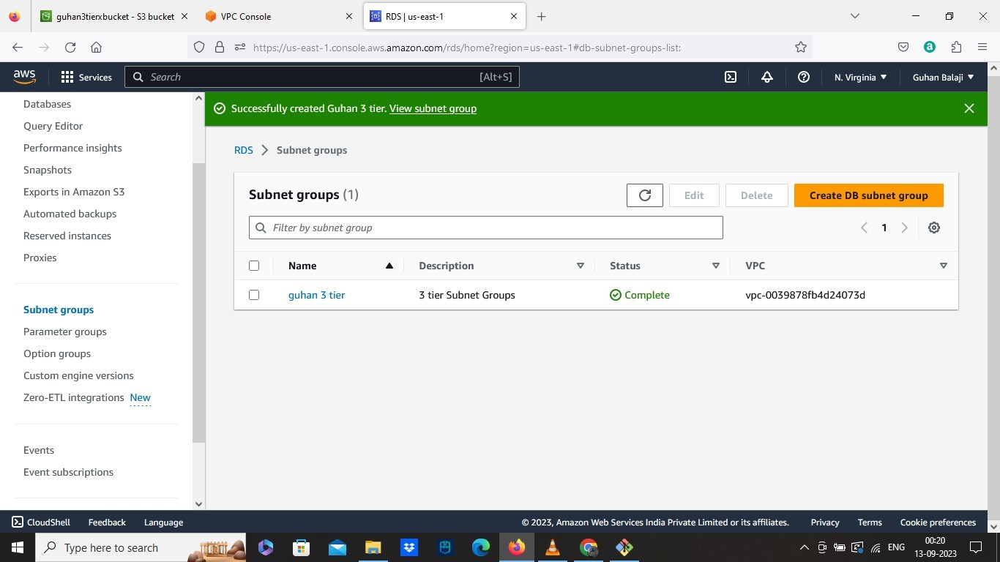 guhan3tierxbucket - S3 bucket
VPC Console
RDS | us-east-1
https://us-east-1.console.aws.amazon.com/rds/home?region=us-east-1#db-subnet-groups-list:
aws
Services
Search
[Alt+S]
N. Virginia
Guhan Balaji
Databases
Query Editor
Performance insights
Snapshots
Exports in Amazon S3
Automated backups
Reserved instances
Proxies
Subnet groups
Parameter groups
Option groups
Custom engine versions
Zero-ETL integrations New
Events
Event subscriptions
Successfully created Guhan 3 tier. View subnet group
RDS > Subnet groups
Subnet groups (1)
Edit
Delete
Create DB subnet group
Filter by subnet group
1
Name Description Status VPC
guhan 3 tier 3 tier Subnet Groups Complete vpc-0039878fb4d24073d
CloudShell Feedback Language
© 2023, Amazon Web Services India Private Limited or its affiliates. Privacy Terms Cookie preferences
Type here to search
ENG
00:20
13-09-2023